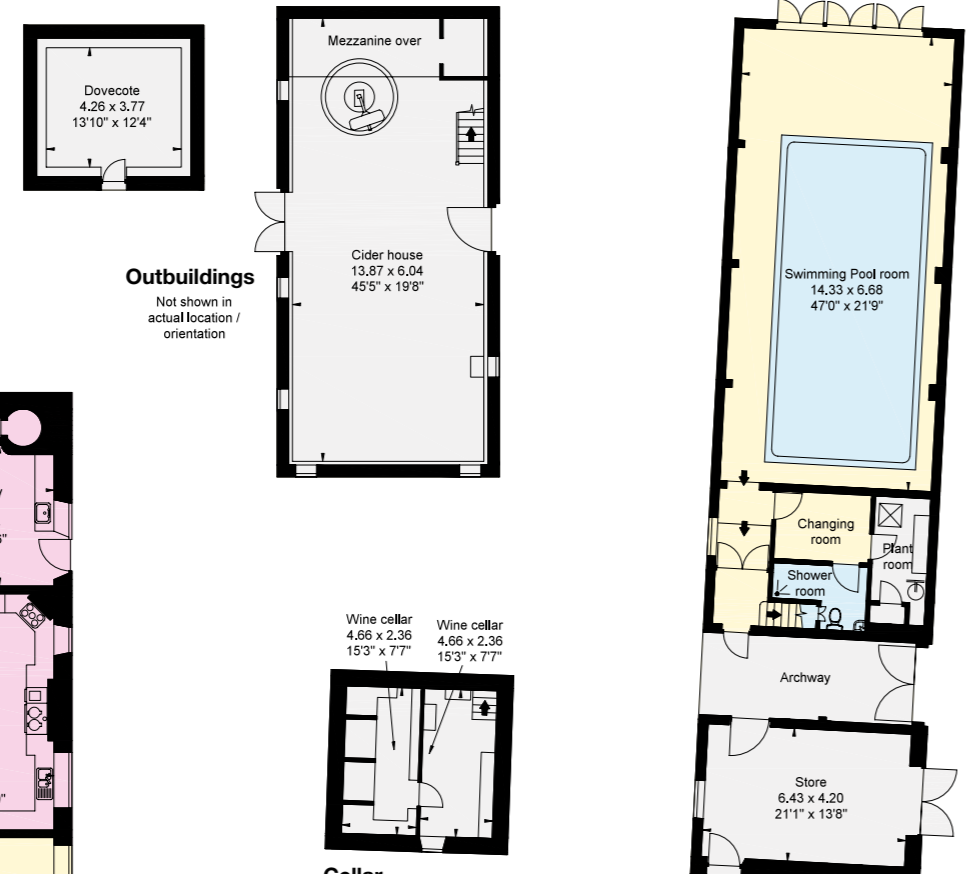 Mezzanine over
Dovecote
4.26 x 3.77
13'10" x 12'4"
Cider house
13.87 x 6.04
45'5" x 19'8"
Outbuildings
Not shown in
actual location /
orientation
Swimming Pool room
14.33 x 6.68
47'0" x 21'9"
Changing
room
Plant
room
Shower
room
Wine cellar
4.66 x 2.36
15'3" x 7'7"
Wine cellar
4.66 x 2.36
15'3" x 7'7"
Archway
Store
6.43 x 4.20
21'1" x 13'8"
Cellar